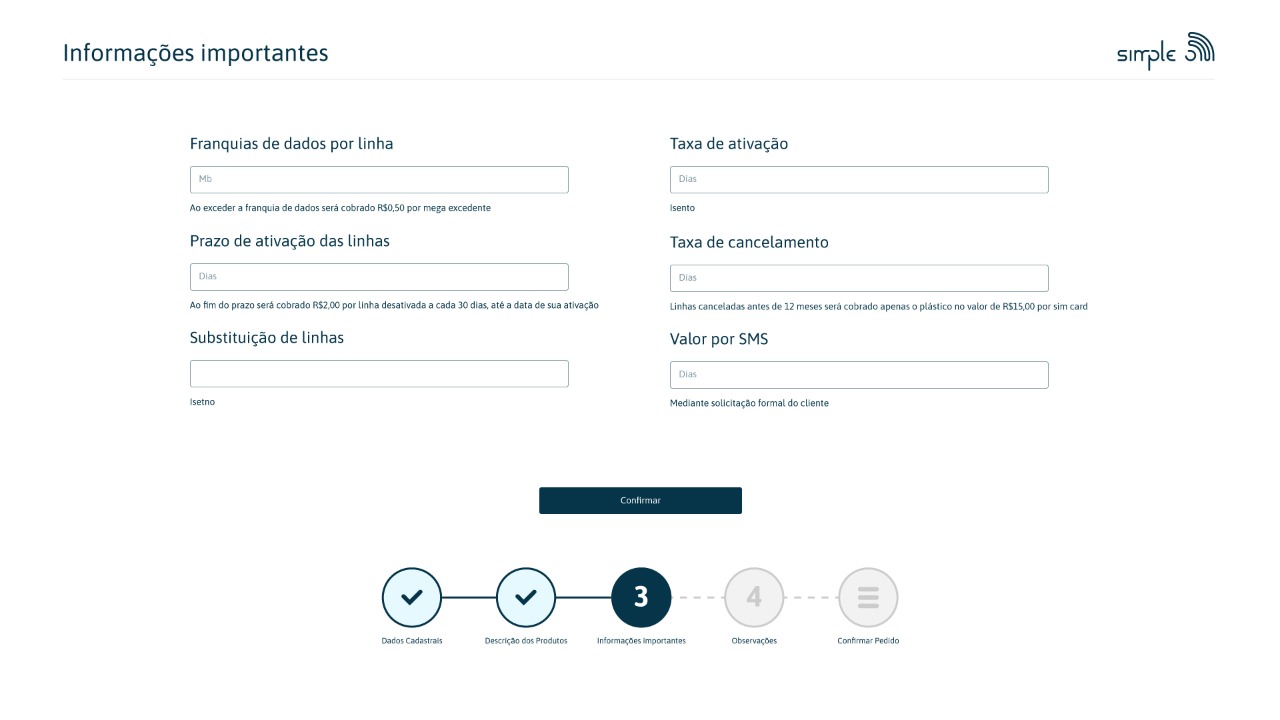 Informações importantes
simple
Franquias de dados por linha
Mb
Ao exceder a franquia de dados será cobrado R$0,50 por mega excedente
Prazo de ativação das linhas
Dias
Ao fim do prazo será cobrado R$2,00 por linha desativada a cada 30 dias, até a data de sua ativação
Substituição de linhas
Isetno
Taxa de ativação
Dias
Isento
Taxa de cancelamento
Dias
Linhas canceladas antes de 12 meses será cobrado apenas o plástico no valor de R$15,00 por sim card
Valor por SMS
Dias
Mediante solicitação formal do cliente
Confirmar
3
4
Dados Cadastrais
Descrição dos Produtos
Informações Importantes
Observações
Confirmar Pedido